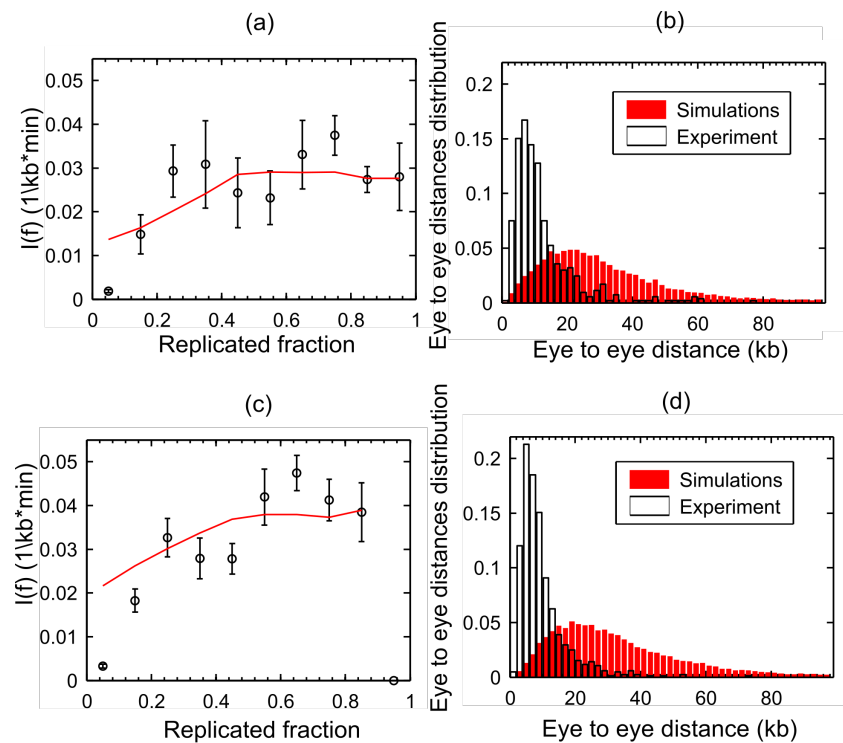 (a)
I(f) (1\kb*min)
0.05
0.04
0.03
0.02
0.01
0
0 0.2 0.4 0.6 0.8 1
Replicated fraction
(b)
Eye to eye distances distribution
0.2
0.15
0.1
0.05
0
0 20 40 60 80
Eye to eye distance (kb)
Simulations
Experiment
(c)
I(f) (1\kb*min)
0.05
0.04
0.03
0.02
0.01
0
0 0.2 0.4 0.6 0.8 1
Replicated fraction
(d)
Eye to eye distances distribution
0.2
0.15
0.1
0.05
0
0 20 40 60 80
Eye to eye distance (kb)
Simulations
Experiment